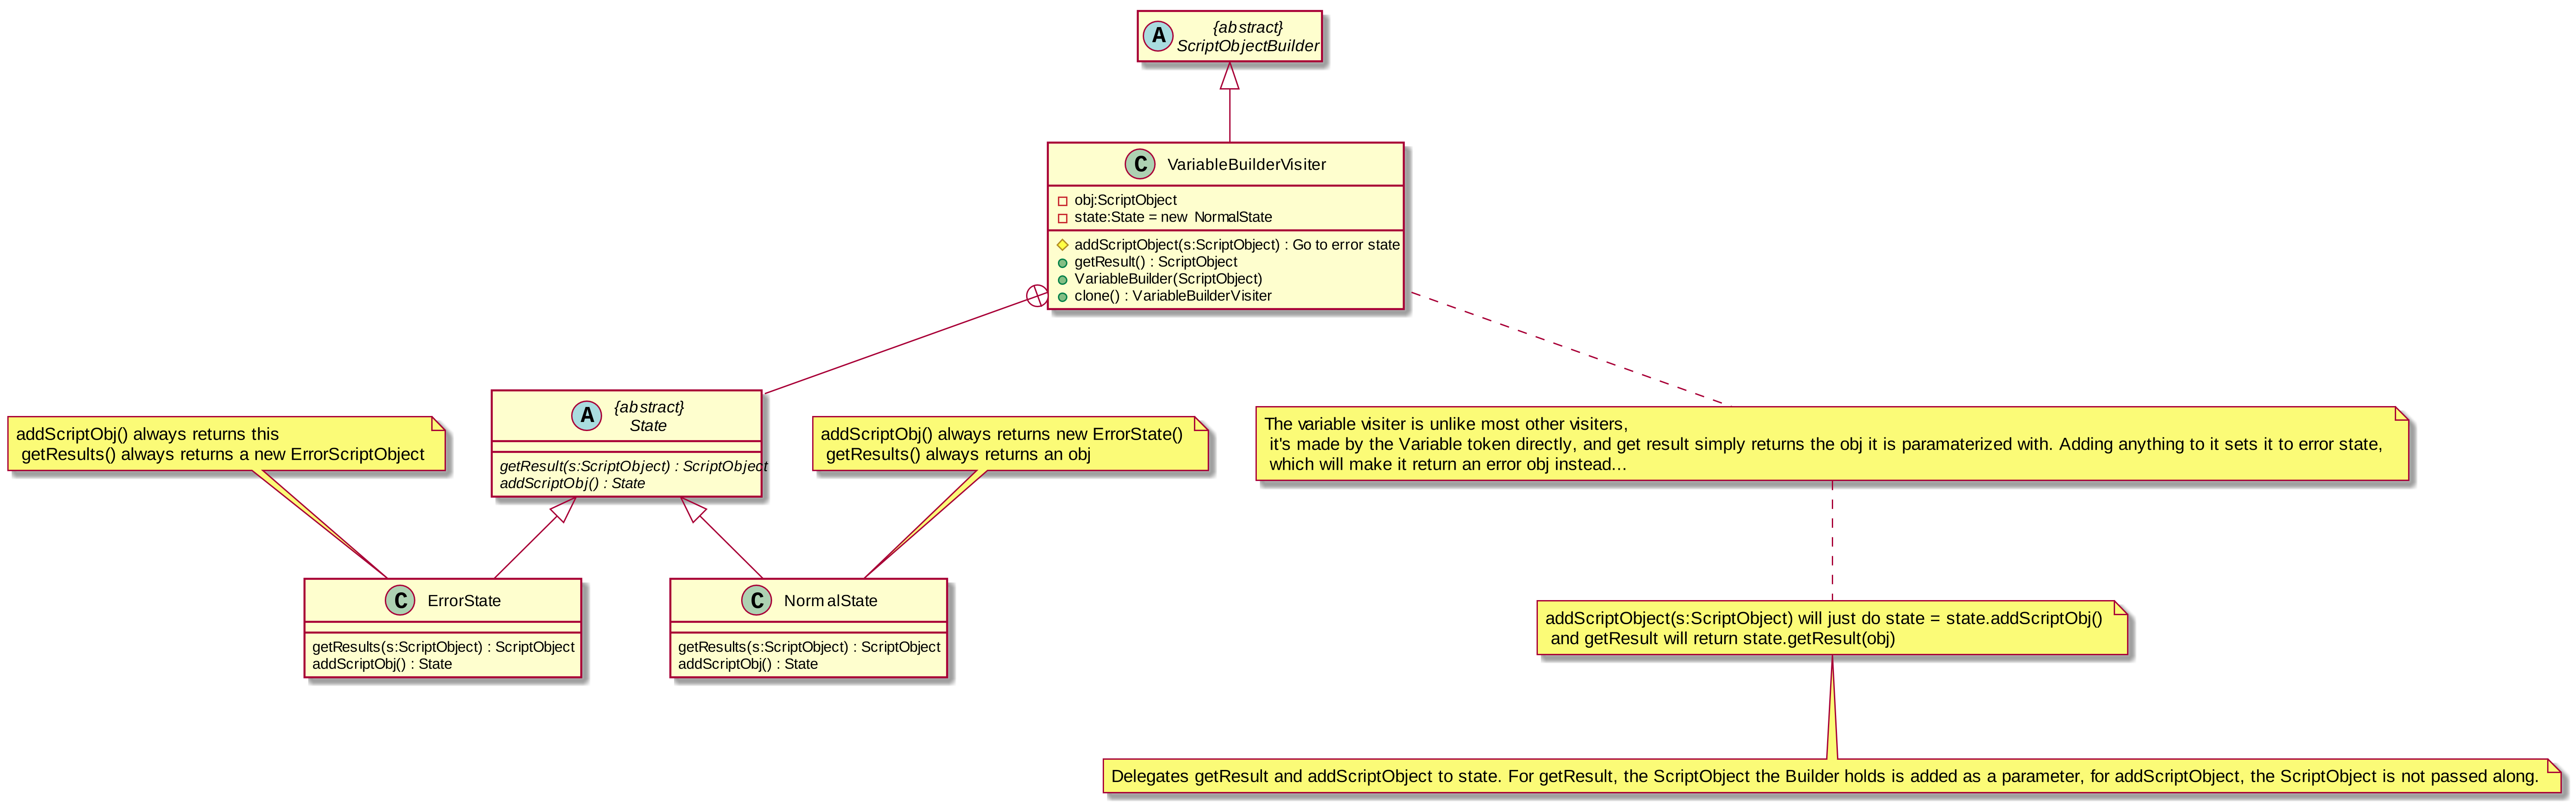 A
{abstract}
ScriptObjectBuilder
C VariableBuilderVisiter
obj:ScriptObject
state:State = new NormalState
addScriptObject(s:ScriptObject) : Go to error state
getResult() : ScriptObject
VariableBuilder(ScriptObject)
clone() : VariableBuilderVisiter
addScriptObj() always returns this
getResults() always returns a new ErrorScriptObject
A
{abstract}
State
getResult(s:ScriptObject) : ScriptObject
addScriptObj() : State
addScriptObj() always returns new ErrorState()
getResults() always returns an obj
The variable visiter is unlike most other visiters,
it's made by the Variable token directly, and get result simply returns the obj it is paramaterized with. Adding anything to it sets it to error state,
which will make it return an error obj instead...
C ErrorState
getResults(s:ScriptObject) : ScriptObject
addScriptObj() : State
C NormalState
getResults(s:ScriptObject) : ScriptObject
addScriptObj() : State
addScriptObject(s:ScriptObject) will just do state = state.addScriptObj()
and getResult will return state.getResult(obj)
Delegates getResult and addScriptObject to state. For getResult, the ScriptObject the Builder holds is added as a parameter, for addScriptObject, the ScriptObject is not passed along.